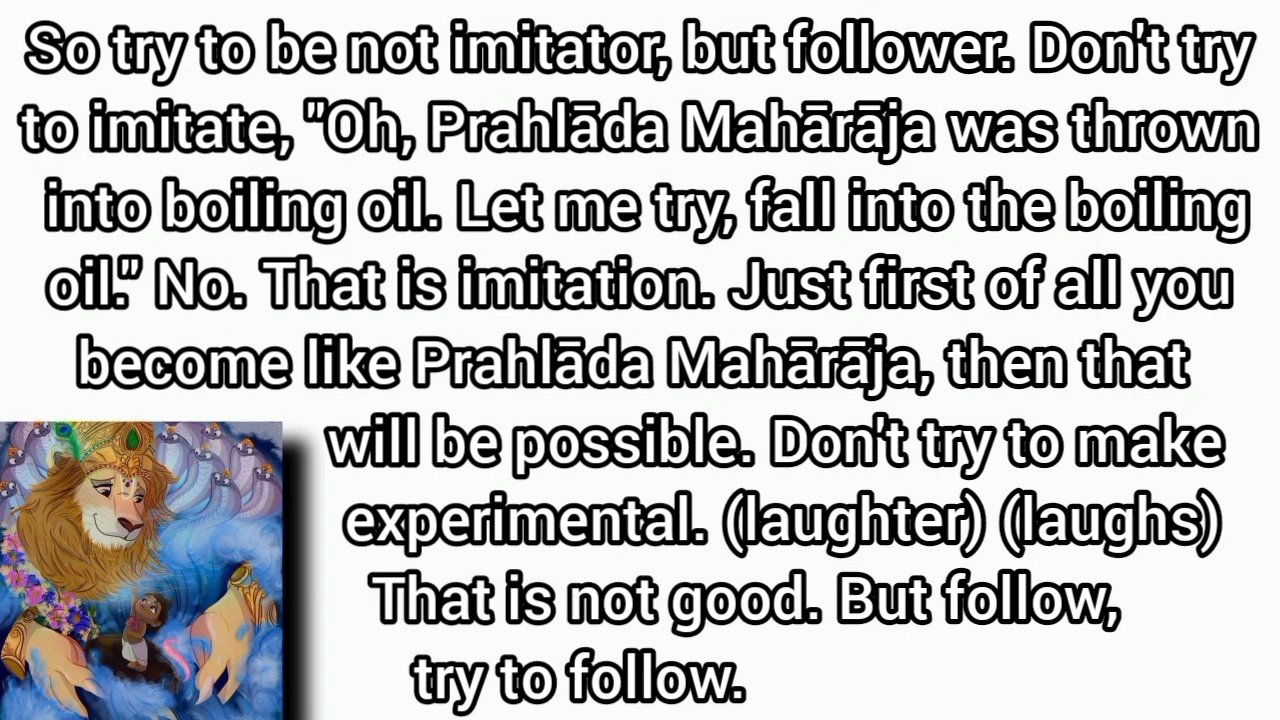 So try to be not imitator, but follower. Don't try
to imitate, "Oh, Prahlāda Mahārāja was thrown
into boiling oil. Let me try, fall into the boiling
oil." No. That is imitation. Just first of all you
become like Prahlāda Mahārāja, then that
will be possible. Don't try to make
experimental. (laughter) (laughs)
That is not good. But follow,
try to follow.